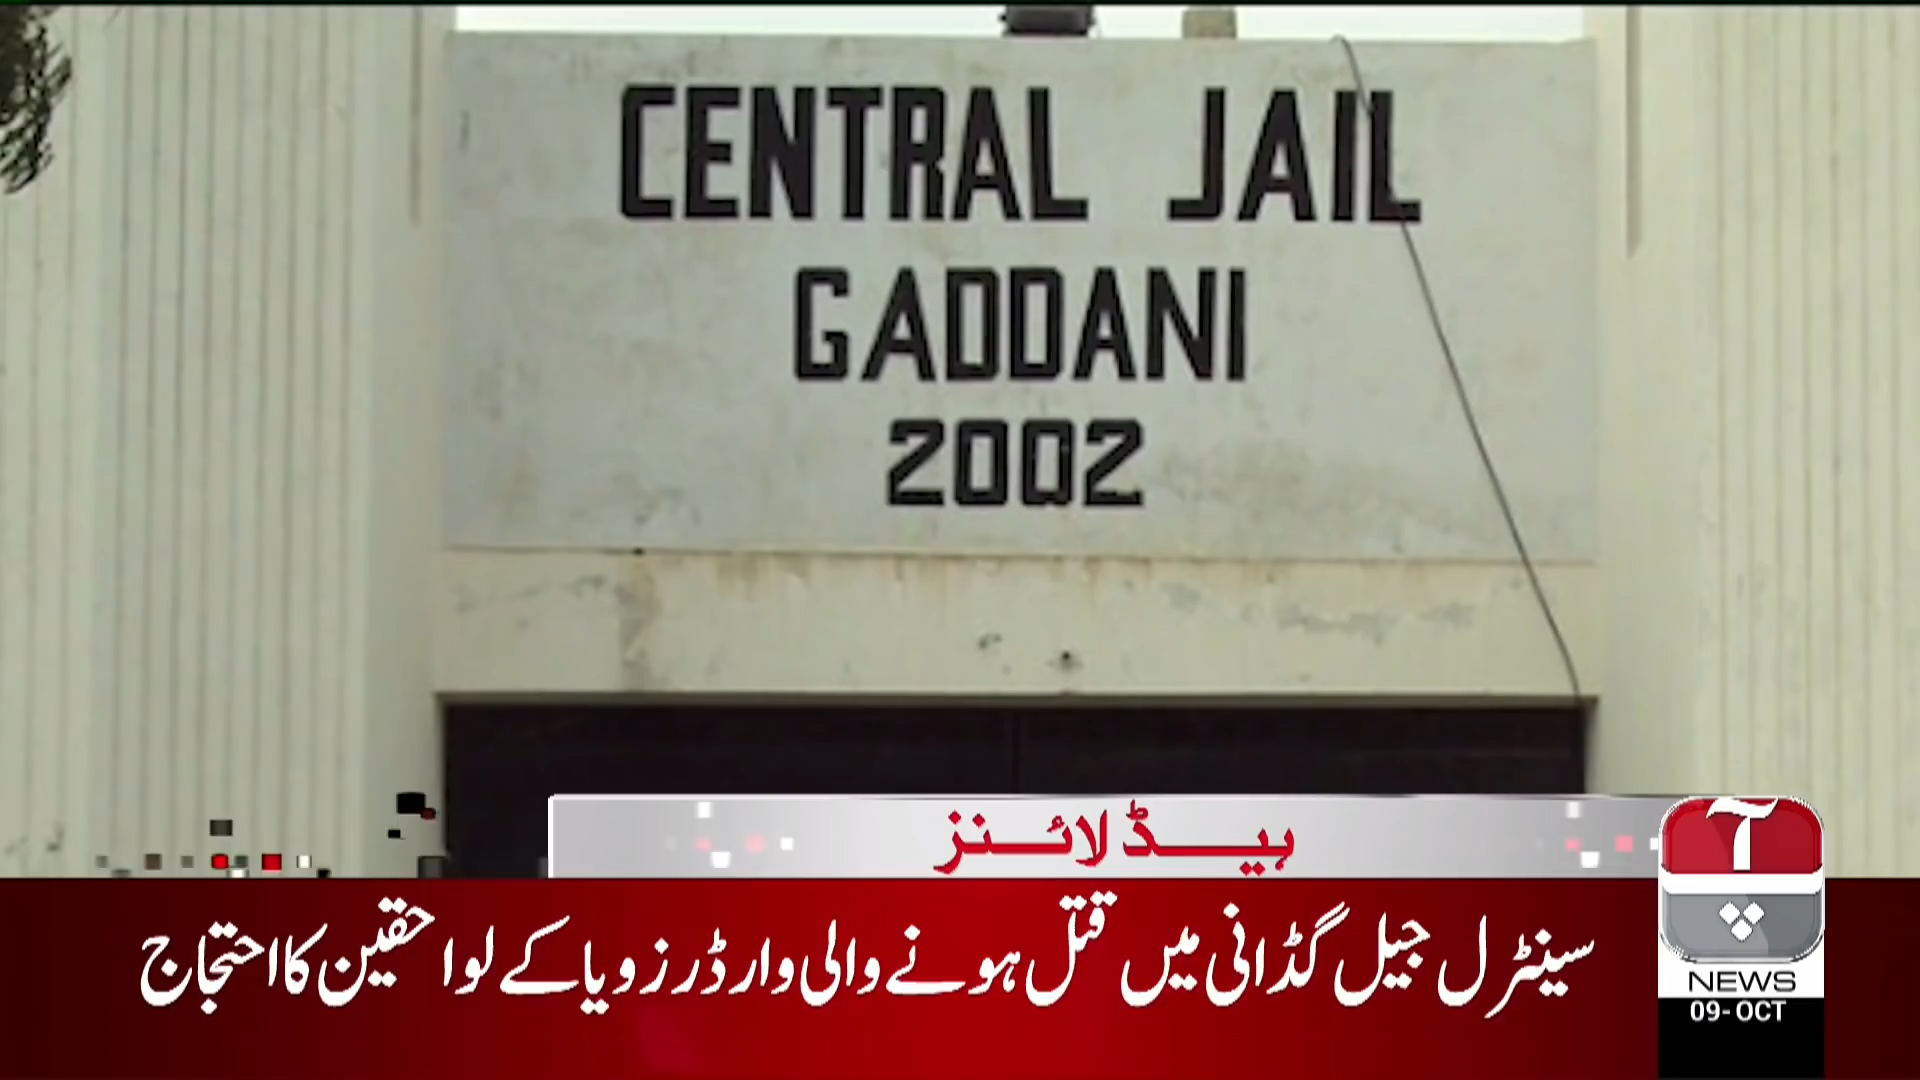 CENTRAL JAIL
GADDANI
2002
ہیڈ لائنز
سینٹرل جیل گڈانی میں قتل ہونے والی وارڈر زویا کے لواحقین کا احتجاج
آپ
NEWS
09-OCT